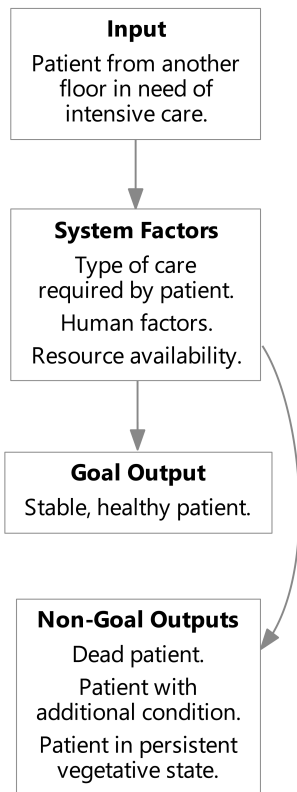 Input
Patient from another
floor in need of
intensive care.
System Factors
Type of care
required by patient.
Human factors.
Resource availability.
Goal Output
Stable, healthy patient.
Non-Goal Outputs
Dead patient.
Patient with
additional condition.
Patient in persistent
vegetative state.